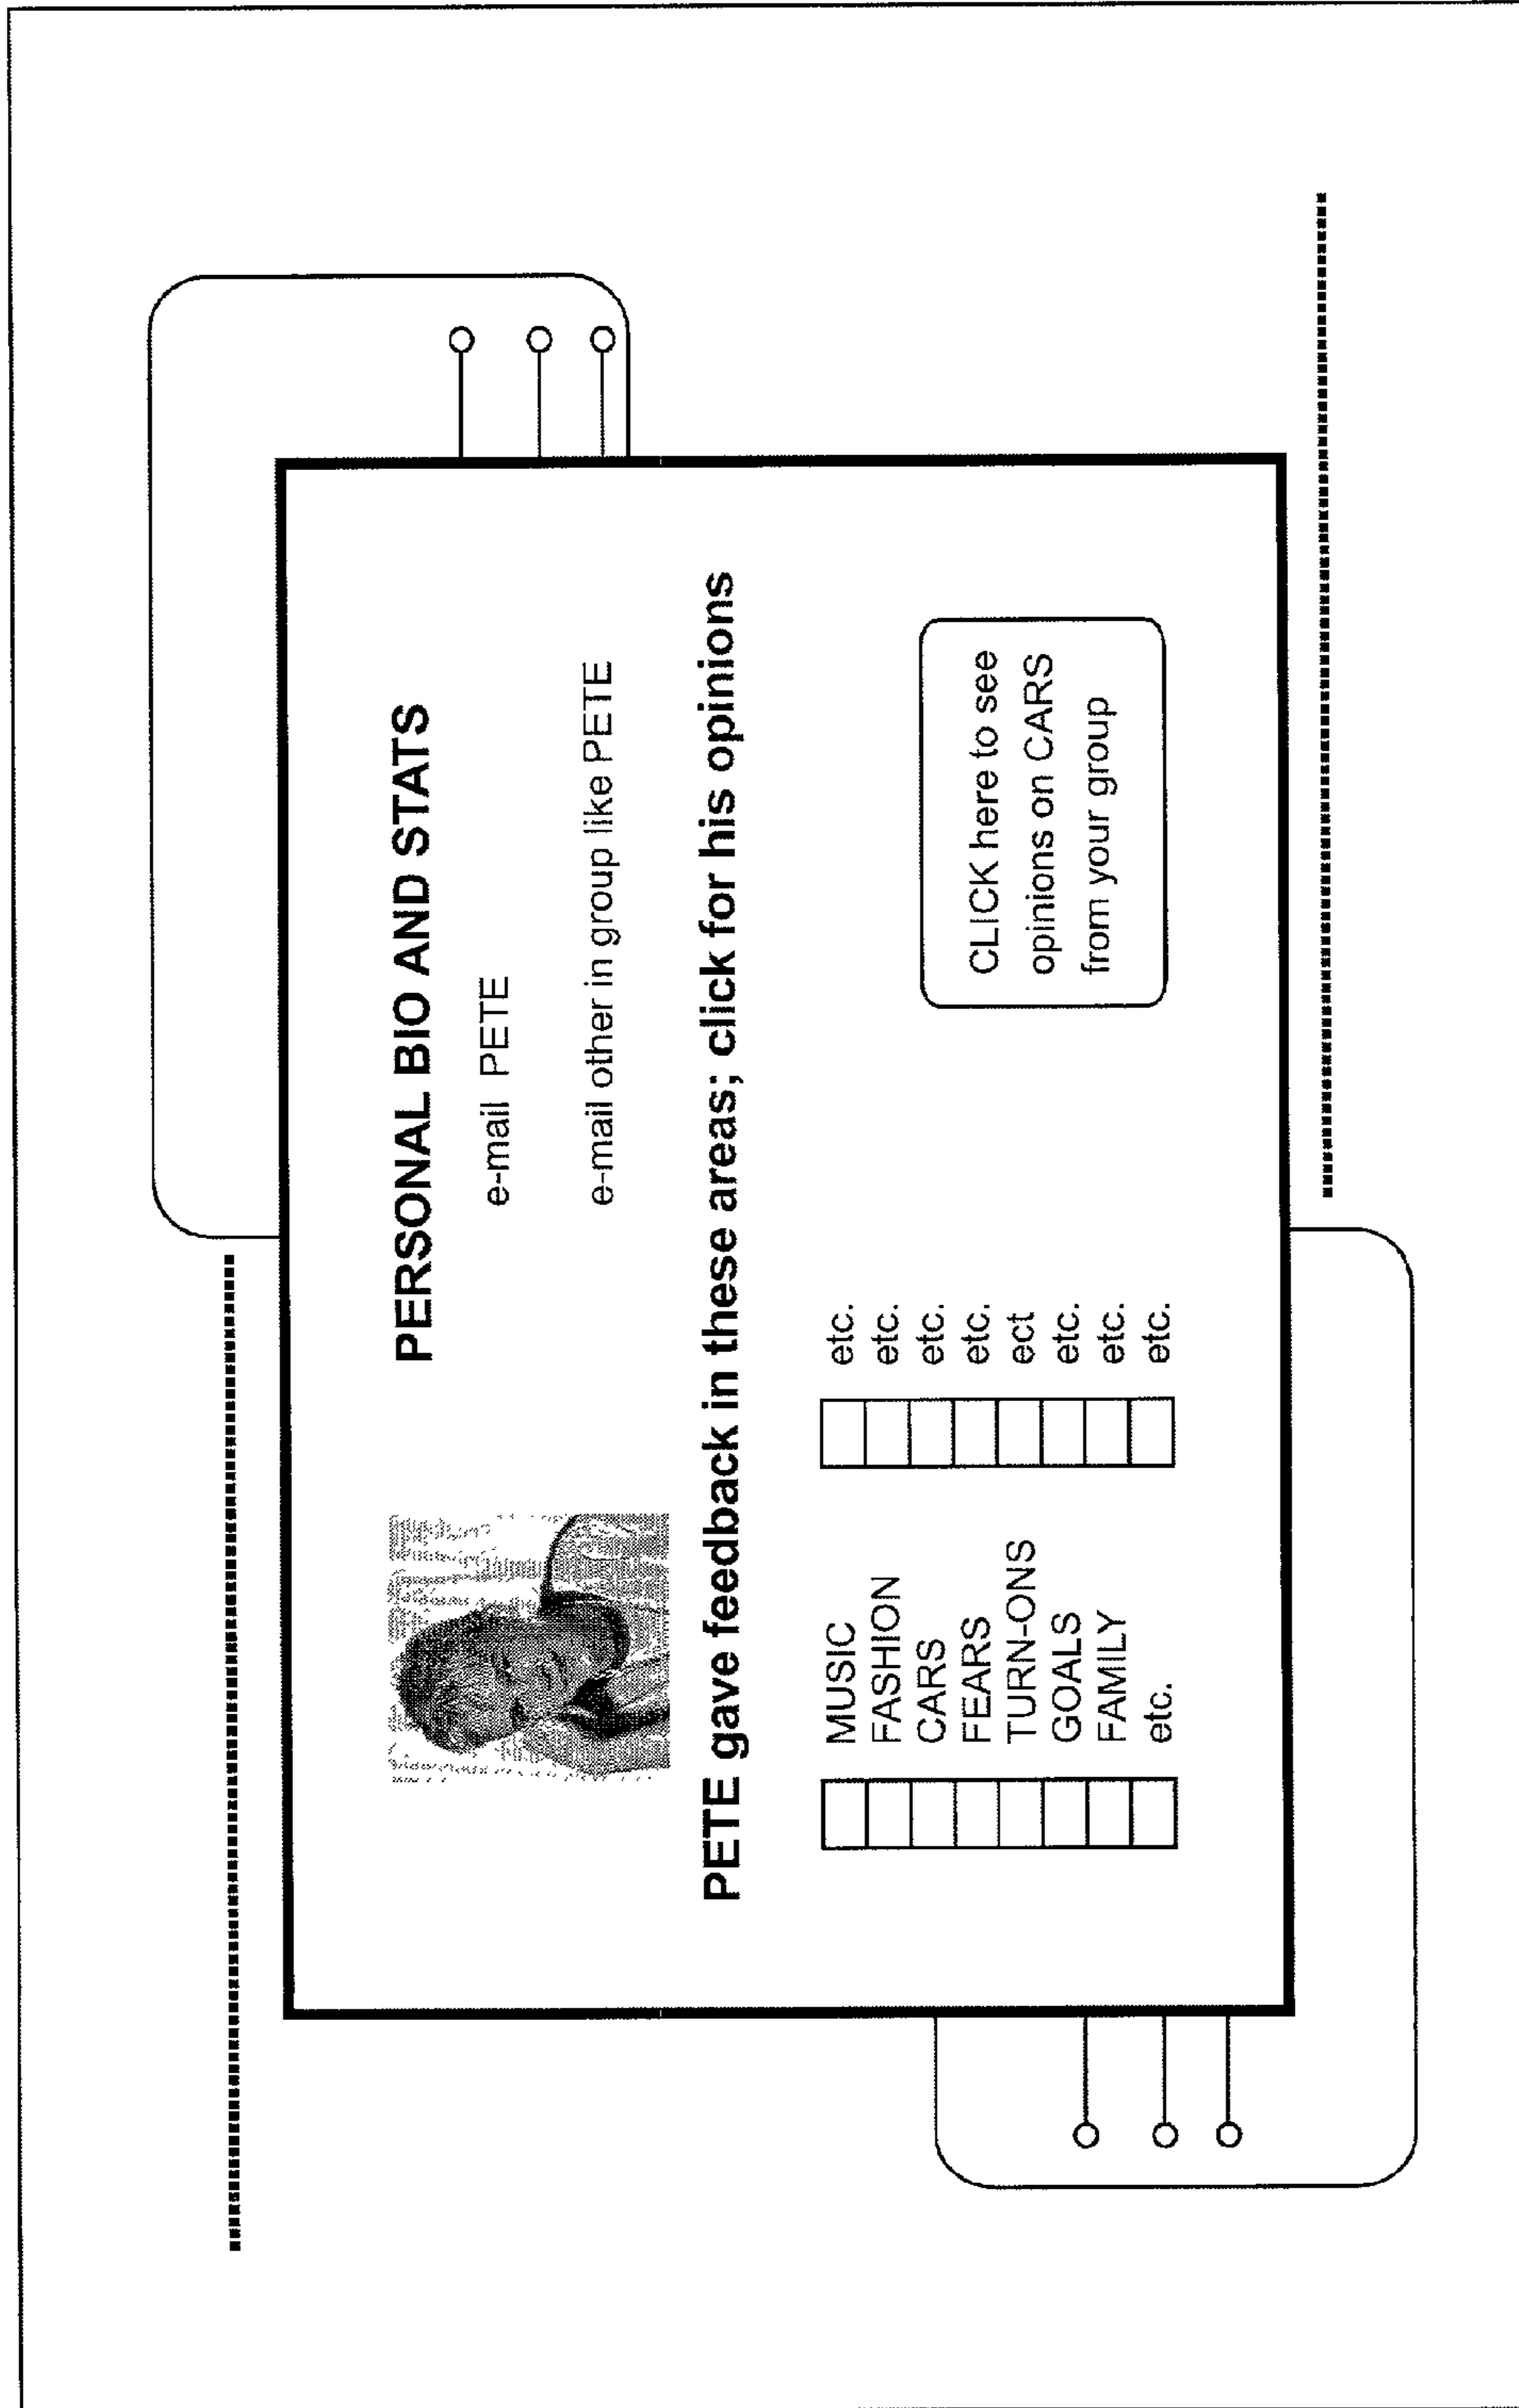 PERSONAL BIO AND STATS
e-mail PETE
e-mail other in group like PETE
PETE gave feedback in these areas; click for his opinions
MUSIC
FASHION
CARS
FEARS
TURN-ONS
GOALS
FAMILY
etc.
etc.
etc.
etc.
etc.
ect
etc.
etc.
etc.
CLICK here to see
opinions on CARS
from your group